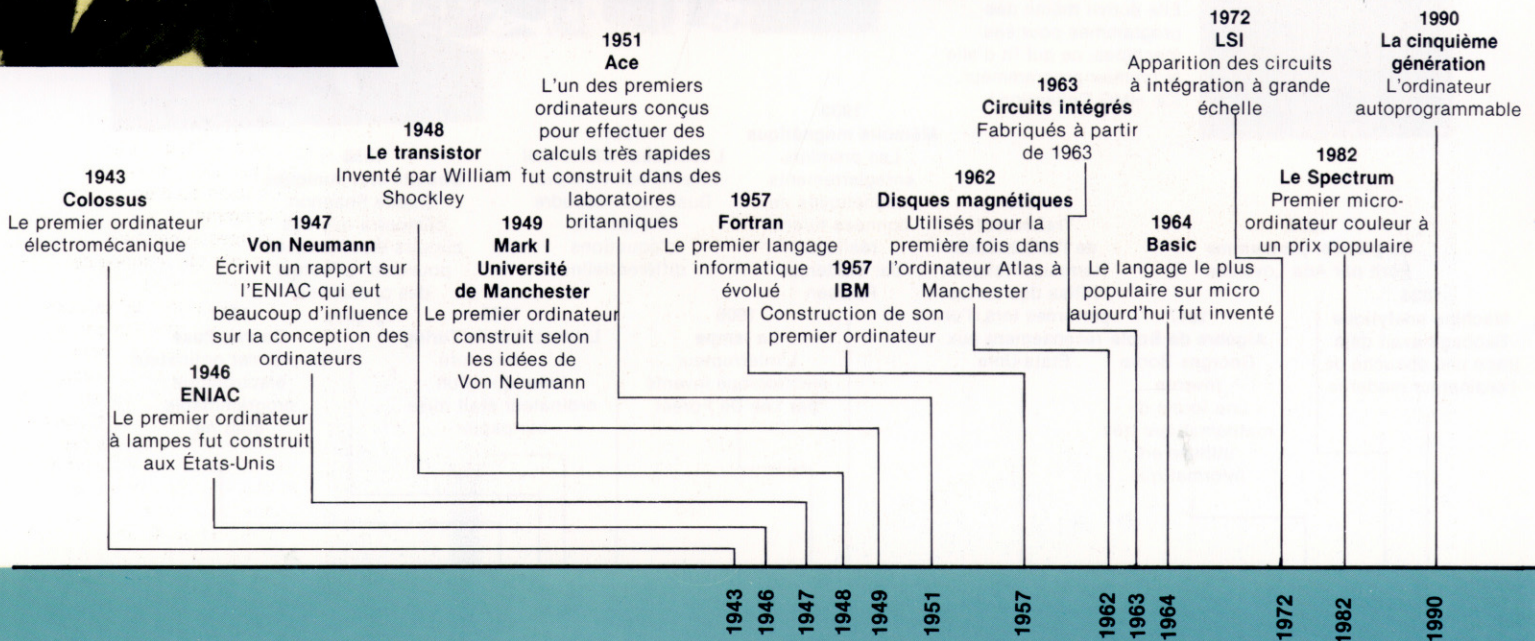 1943
Colossus
Le premier ordinateur
électromécanique
1946
ENIAC
Le premier ordinateur
à lampes fut construit
aux États-Unis
1947
Von Neumann
Écrivit un rapport sur
l'ENIAC qui eut
beaucoup d'influence
sur la conception des
ordinateurs
1948
Le transistor
Inventé par William
Shockley
1949
Mark I
Université
de Manchester
Le premier ordinateur
construit selon
les idées de
Von Neumann
1951
Ace
L'un des premiers
ordinateurs conçus
pour effectuer des
calculs très rapides
fut construit dans des
laboratoires
britanniques
1957
Fortran
Le premier langage
informatique
évolué
1957
IBM
Construction de son
premier ordinateur
1962
Disques magnétiques
Utilisés pour la
première fois dans
l'ordinateur Atlas à
Manchester
1963
Circuits intégrés
Fabriqués à partir
de 1963
1964
Basic
Le langage le plus
populaire sur micro
aujourd'hui fut inventé
1972
LSI
Apparition des circuits
à intégration à grande
échelle
1982
Le Spectrum
Premier micro-
ordinateur couleur à
un prix populaire
1990
La cinquième
génération
L'ordinateur
autoprogrammable
1943
1946
1947
1948
1949
1951
1957
1962
1963
1964
1972
1982
1990